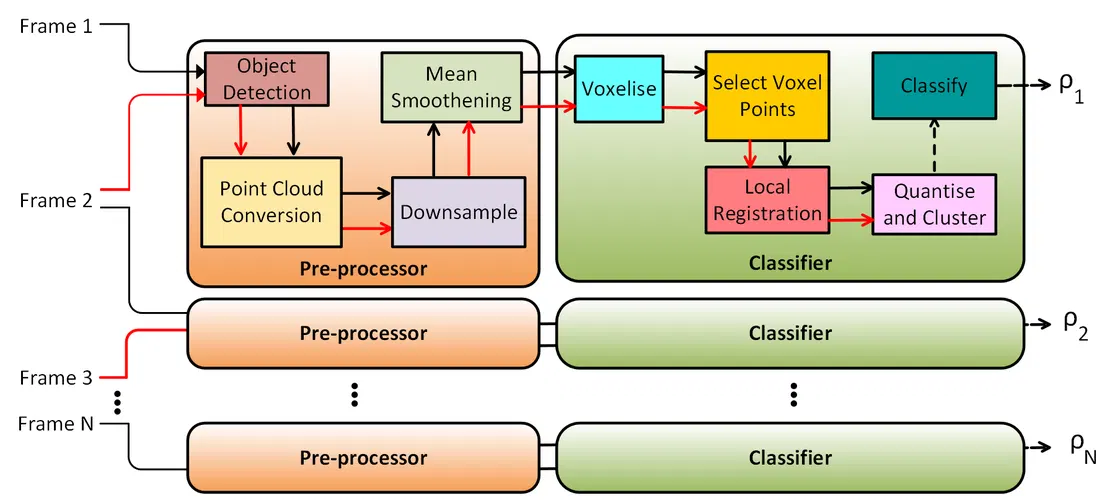 Frame 1
Object
Detection
Mean
Smoothening
Voxelise
Select Voxel
Points
Classify
ρ1
Point Cloud
Conversion
Downsample
Local
Registration
Quantise
and Cluster
Frame 2
Pre-processor
Classifier
Pre-processor
Classifier
ρ2
Frame 3
Frame N
Pre-processor
Classifier
ρN